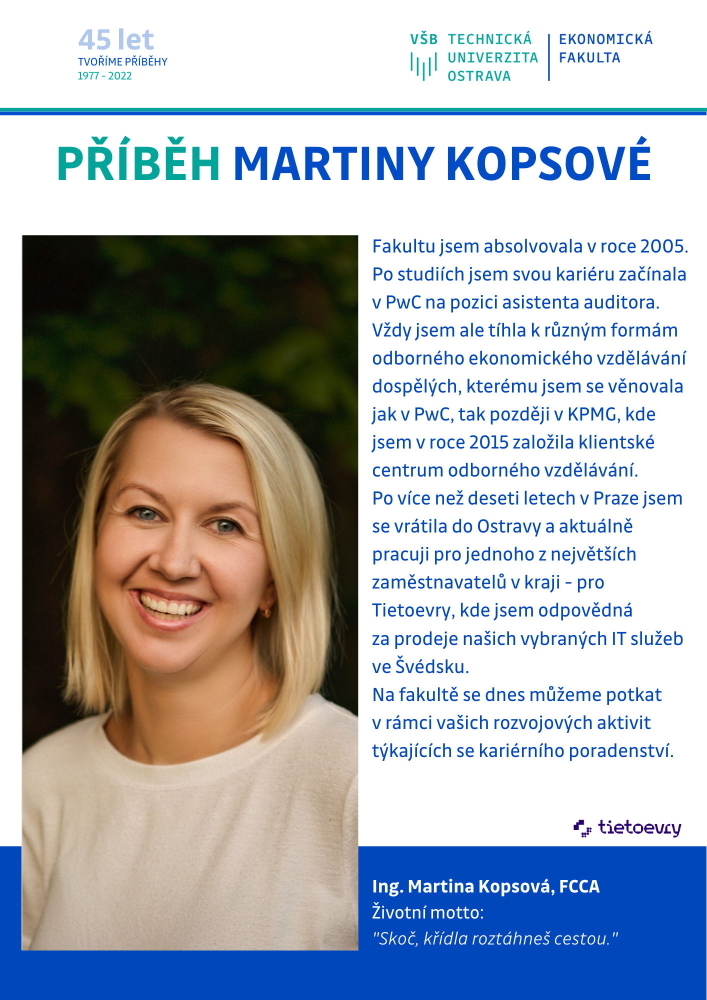 45 let
TVOŘÍME PŘÍBĚHY
1977 - 2022
VŠB TECHNICKÁ
UNIVERZITA
OSTRAVA
EKONOMICKÁ
FAKULTA
PŘÍBĚH MARTINY KOPSOVÉ
Fakultu jsem absolvovala v roce 2005.
Po studiích jsem svou kariéru začínala
v PwC na pozici asistenta auditora.
Vždy jsem ale tíhla k různým formám
odborného ekonomického vzdělávání
dospělých, kterému jsem se věnovala
jak v PwC, tak později v KPMG, kde
jsem v roce 2015 založila klientské
centrum odborného vzdělávání.
Po více než deseti letech v Praze jsem
se vrátila do Ostravy a aktuálně
pracuji pro jednoho z největších
zaměstnavatelů v kraji - pro
Tietoevry, kde jsem odpovědná
za prodeje našich vybraných IT služeb
ve Švédsku.
Na fakultě se dnes můžeme potkat
v rámci vašich rozvojových aktivit
týkajících se kariérního poradenství.
tietoevry
Ing. Martina Kopsová, FCCA
Životní motto:
"Skoč, křídla roztáhneš cestou."